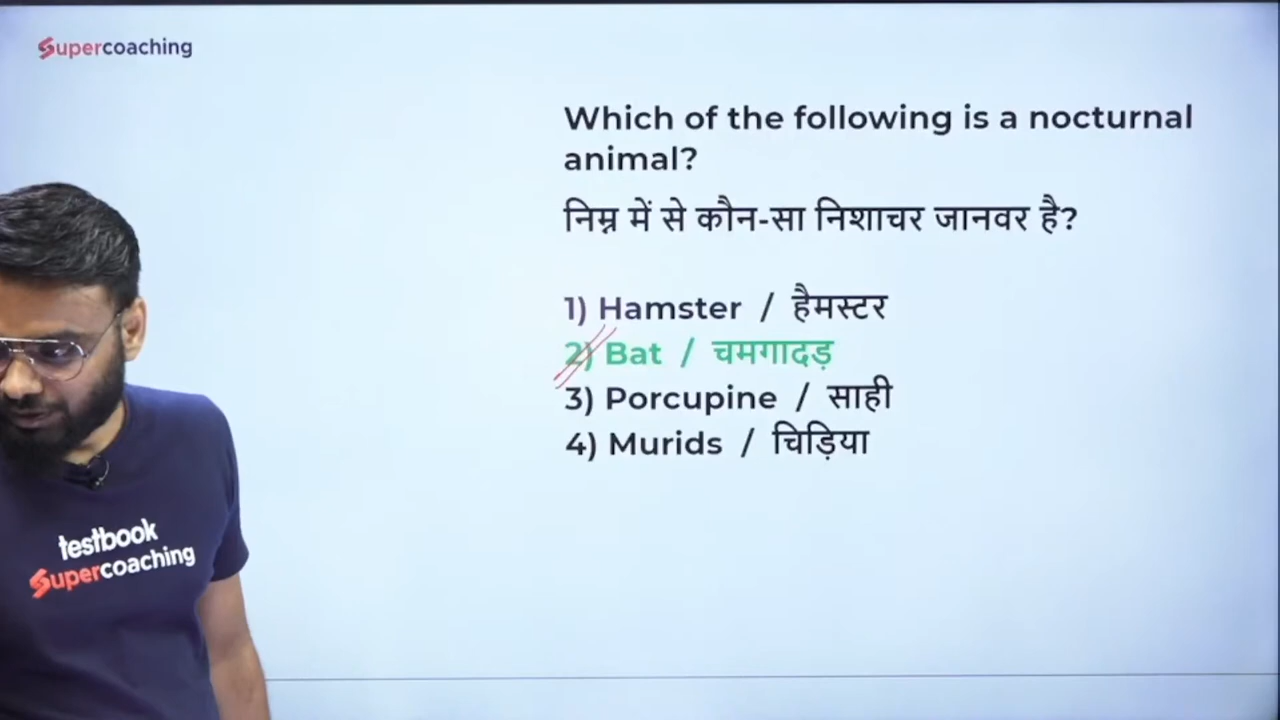 Supercoaching
Which of the following is a nocturnal
animal?
निम्न में से कौन-सा निशाचर जानवर है?
1) Hamster / हैमस्टर
2) Bat / चमगादड़
3) Porcupine / साही
4) Murids / चिड़िया
testbook
Supercoaching